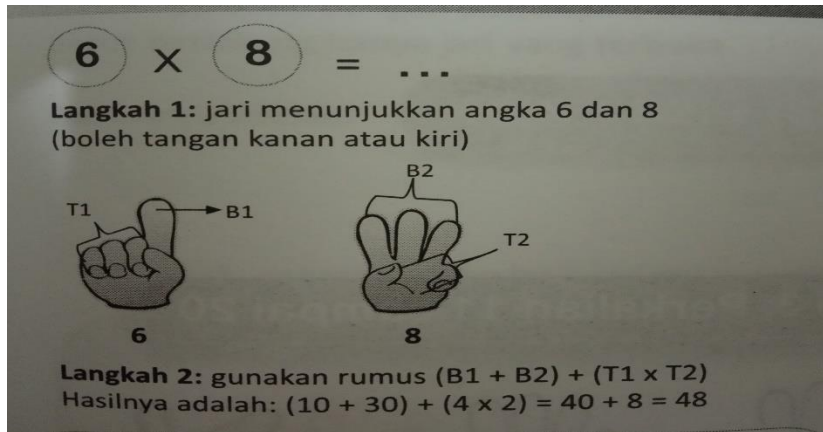 6 x 8 = ...
Langkah 1: jari menunjukkan angka 6 dan 8
(boleh tangan kanan atau kiri)
B2
T1
B1
T2
6 8
Langkah 2: gunakan rumus (B1 + B2) + (T1 x T2)
Hasilnya adalah: (10 + 30) + (4 x 2) = 40 + 8 = 48